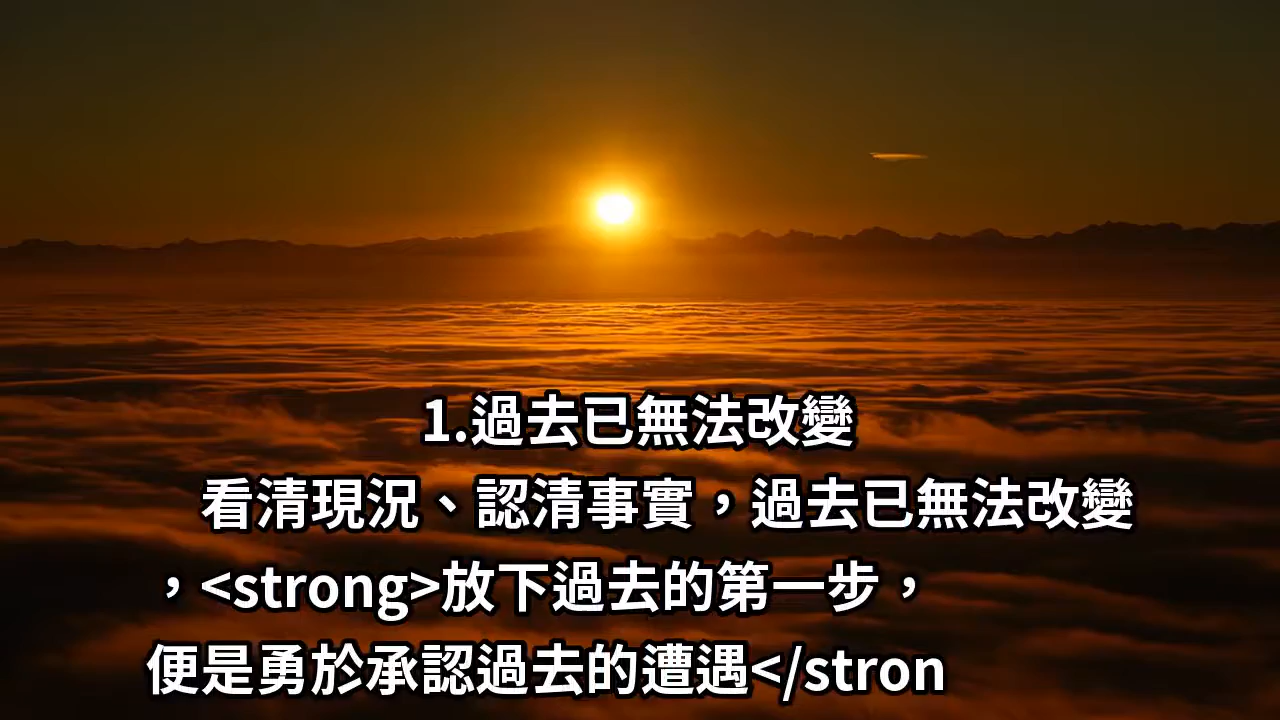 1.過去已無法改變
看清現況、認清事實，過去已無法改變
，<strong>放下過去的第一步，
便是勇於承認過去的遭遇</stron